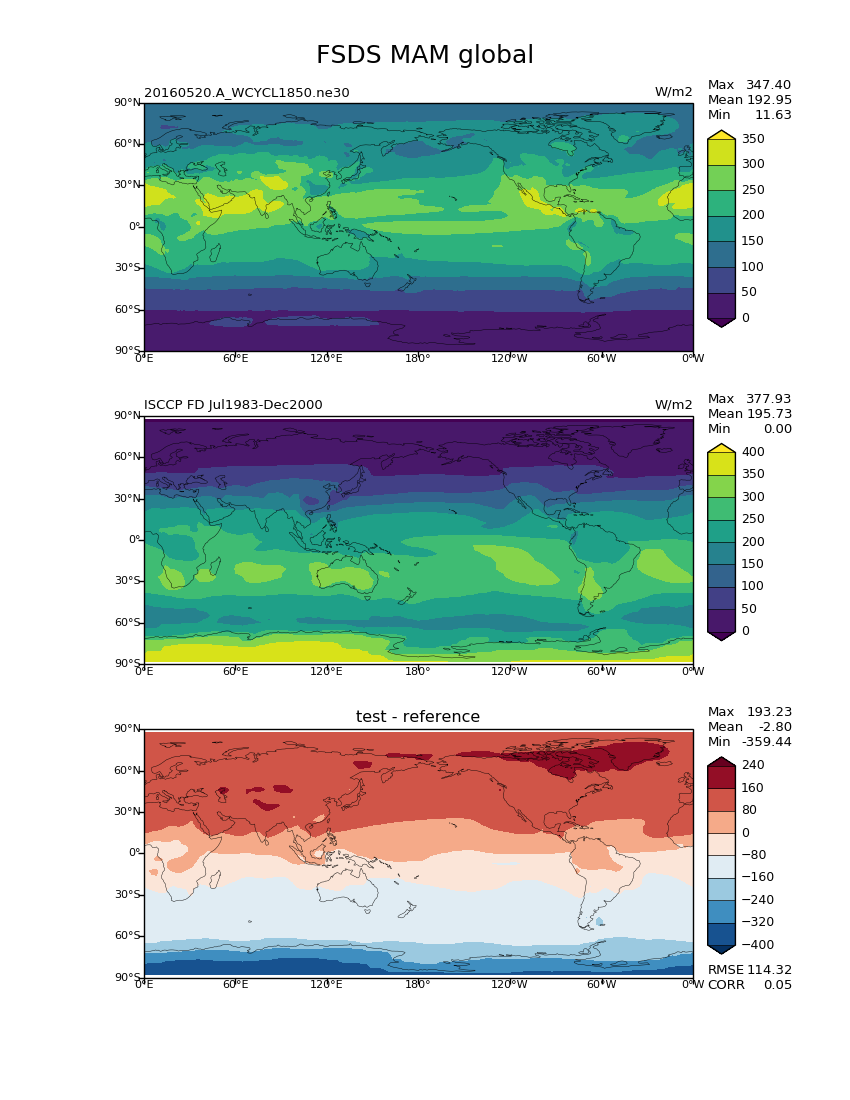 FSDS MAM global
20160520.A_WCYCL1850.ne30 W/m2
Max 347.40
Mean 192.95
Min 11.63
90°N
60°N
30°N
0°
30°S
60°S
90°S
0°E 60°E 120°E 180° 120°W 60°W 0°W
350
300
250
200
150
100
50
0
ISCCP FD Jul1983-Dec2000 W/m2
Max 377.93
Mean 195.73
Min 0.00
90°N
60°N
30°N
0°
30°S
60°S
90°S
0°E 60°E 120°E 180° 120°W 60°W 0°W
400
350
300
250
200
150
100
50
0
test - reference
Max 193.23
Mean -2.80
Min -359.44
90°N
60°N
30°N
0°
30°S
60°S
90°S
0°E 60°E 120°E 180° 120°W 60°W 0°W
240
160
80
0
−80
−160
−240
−320
−400
RMSE 114.32
CORR 0.05